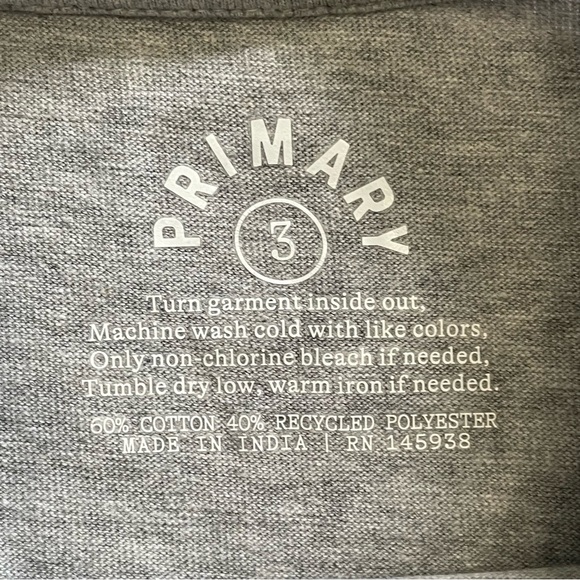 PRIMARY
3
Turn garment inside out,
Machine wash cold with like colors,
Only non-chlorine bleach if needed,
Tumble dry low, warm iron if needed.
60% COTTON 40% RECYCLED POLYESTER
MADE IN INDIA | RN 145938